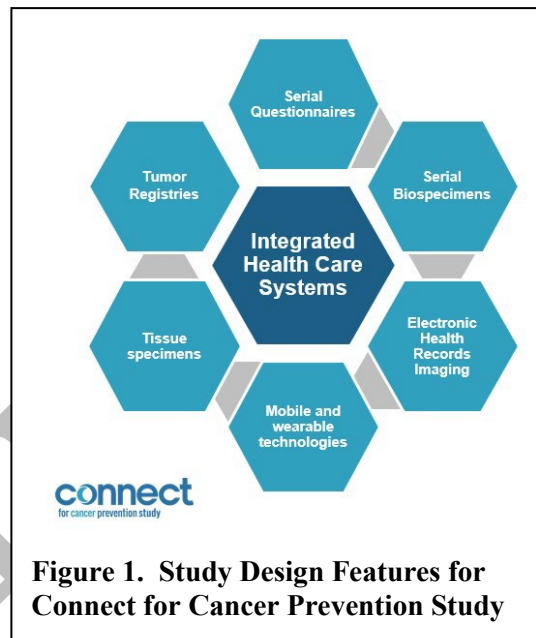 Serial
Questionnaires
Tumor
Registries
Serial
Biospecimens
Integrated
Health Care
Systems
Tissue
specimens
Electronic
Health
Records
Imaging
Mobile and
wearable
technologies
connect
for cancer prevention study
Figure 1. Study Design Features for
Connect for Cancer Prevention Study